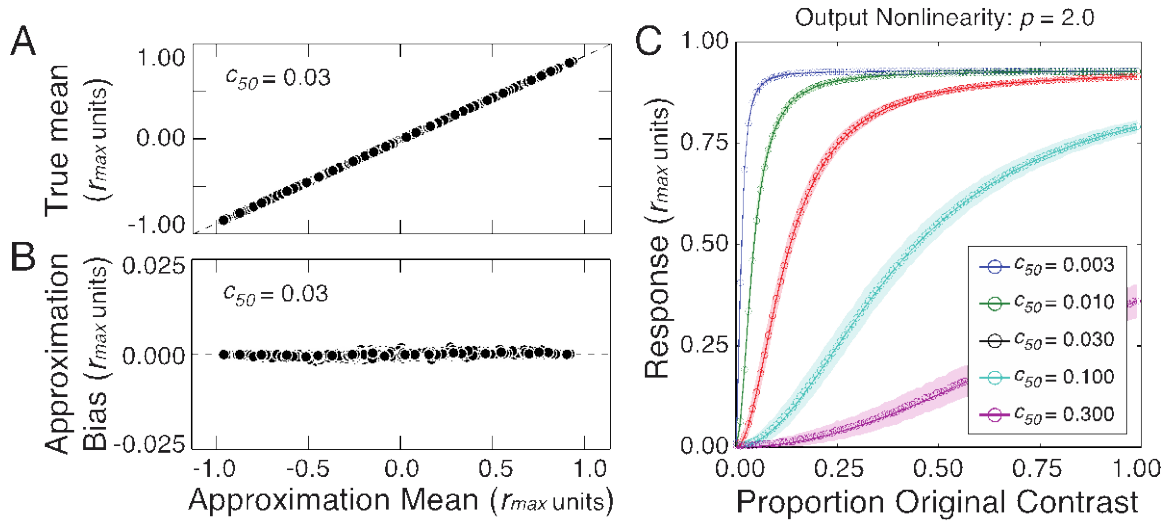 A
True mean
(rmax units)
1.00
0.00
-1.00
c50 = 0.03
B
Approximation
Bias (rmax units)
0.025
0.000
-0.025
c50 = 0.03
-1.0 -0.5 0.0 0.5 1.0
Approximation Mean (rmax units)
Output Nonlinearity: p = 2.0
C
Response (rmax units)
1.00
0.75
0.50
0.25
0.00
c50 = 0.003
c50 = 0.010
c50 = 0.030
c50 = 0.100
c50 = 0.300
0.00 0.25 0.50 0.75 1.00
Proportion Original Contrast